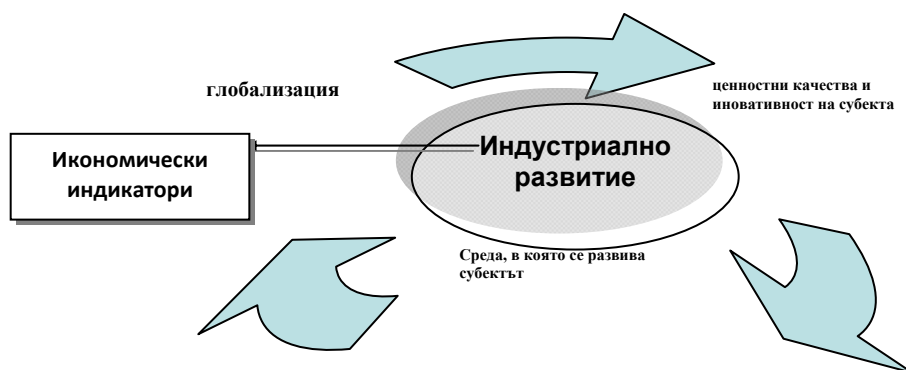 глобализация
ценностни качества и
иновативност на субекта
Икономически
индикатори
Индустриално
развитие
Среда, в която се развива
субектът